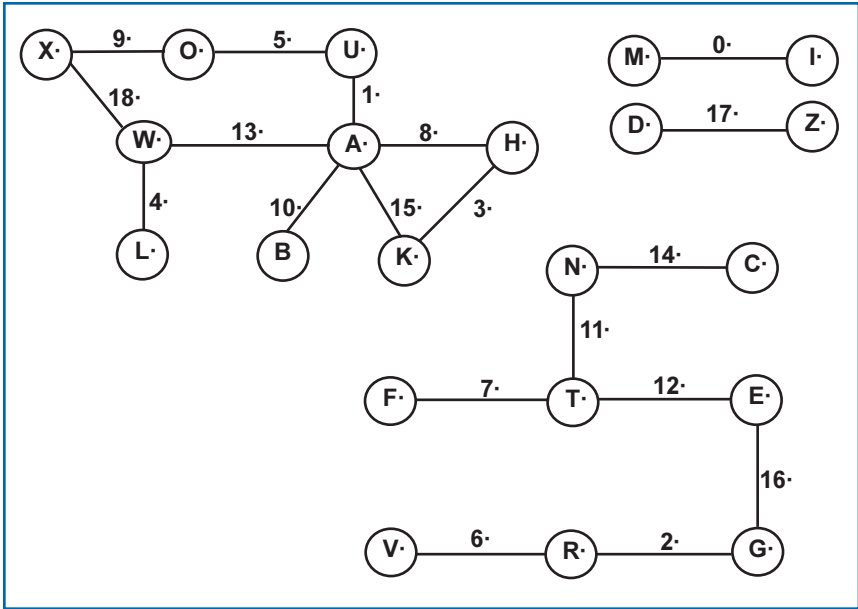 9· 5· 0·
X· O· U· M· I·
18· 1·
17·
W· 13· A· 8· H· D· Z·
4· 10· 15· 3·
L· B K· N· 14· C·
11·
F· 7· T· 12· E·
16·
V· 6· R· 2· G·